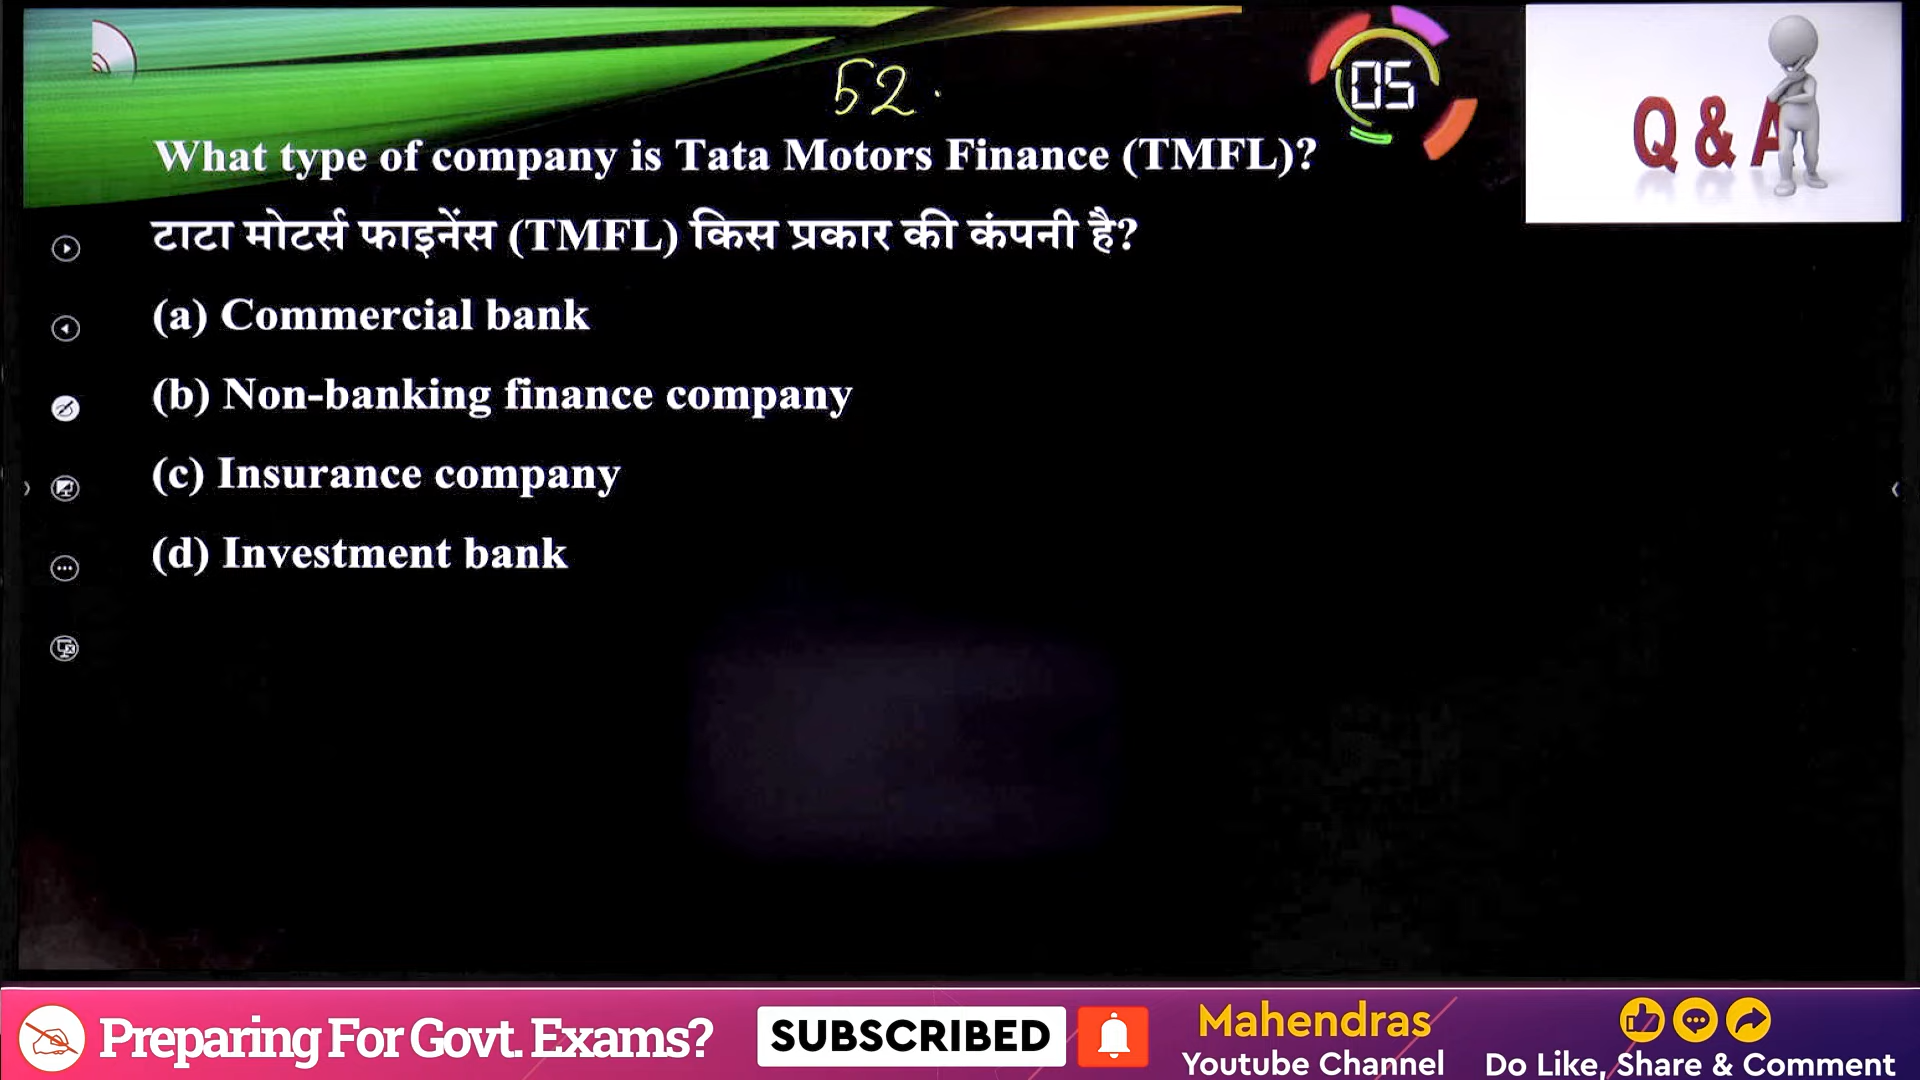 52.
05
Q & A
What type of company is Tata Motors Finance (TMFL)?
टाटा मोटर्स फाइनेंस (TMFL) किस प्रकार की कंपनी है?
(a) Commercial bank
(b) Non-banking finance company
(c) Insurance company
(d) Investment bank
Preparing For Govt. Exams?
SUBSCRIBED
Mahendras
Youtube Channel
Do Like, Share & Comment